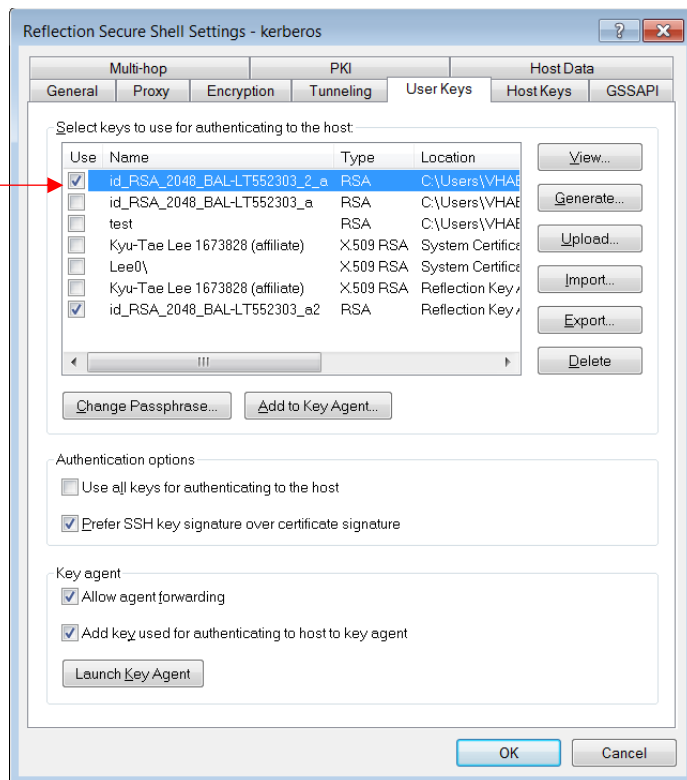 Reflection Secure Shell Settings - kerberos
Multi-hop PKI Host Data
General Proxy Encryption Tunneling User Keys Host Keys GSSAPI
Select keys to use for authenticating to the host:
Use Name Type Location
id_RSA_2048_BAL-LT552303_2_a RSA C:\Users\VHAE
id_RSA_2048_BAL-LT552303_a RSA C:\Users\VHAE
test RSA C:\Users\VHAE
Kyu-Tae Lee 1673828 (affiliate) X.509 RSA System Certifica
Lee0\ X.509 RSA System Certifica
Kyu-Tae Lee 1673828 (affiliate) X.509 RSA Reflection Key A
id_RSA_2048_BAL-LT552303_a2 RSA Reflection Key A
View...
Generate...
Upload...
Import...
Export...
Delete
Change Passphrase... Add to Key Agent...
Authentication options
Use all keys for authenticating to the host
Prefer SSH key signature over certificate signature
Key agent
Allow agent forwarding
Add key used for authenticating to host to key agent
Launch Key Agent
OK Cancel